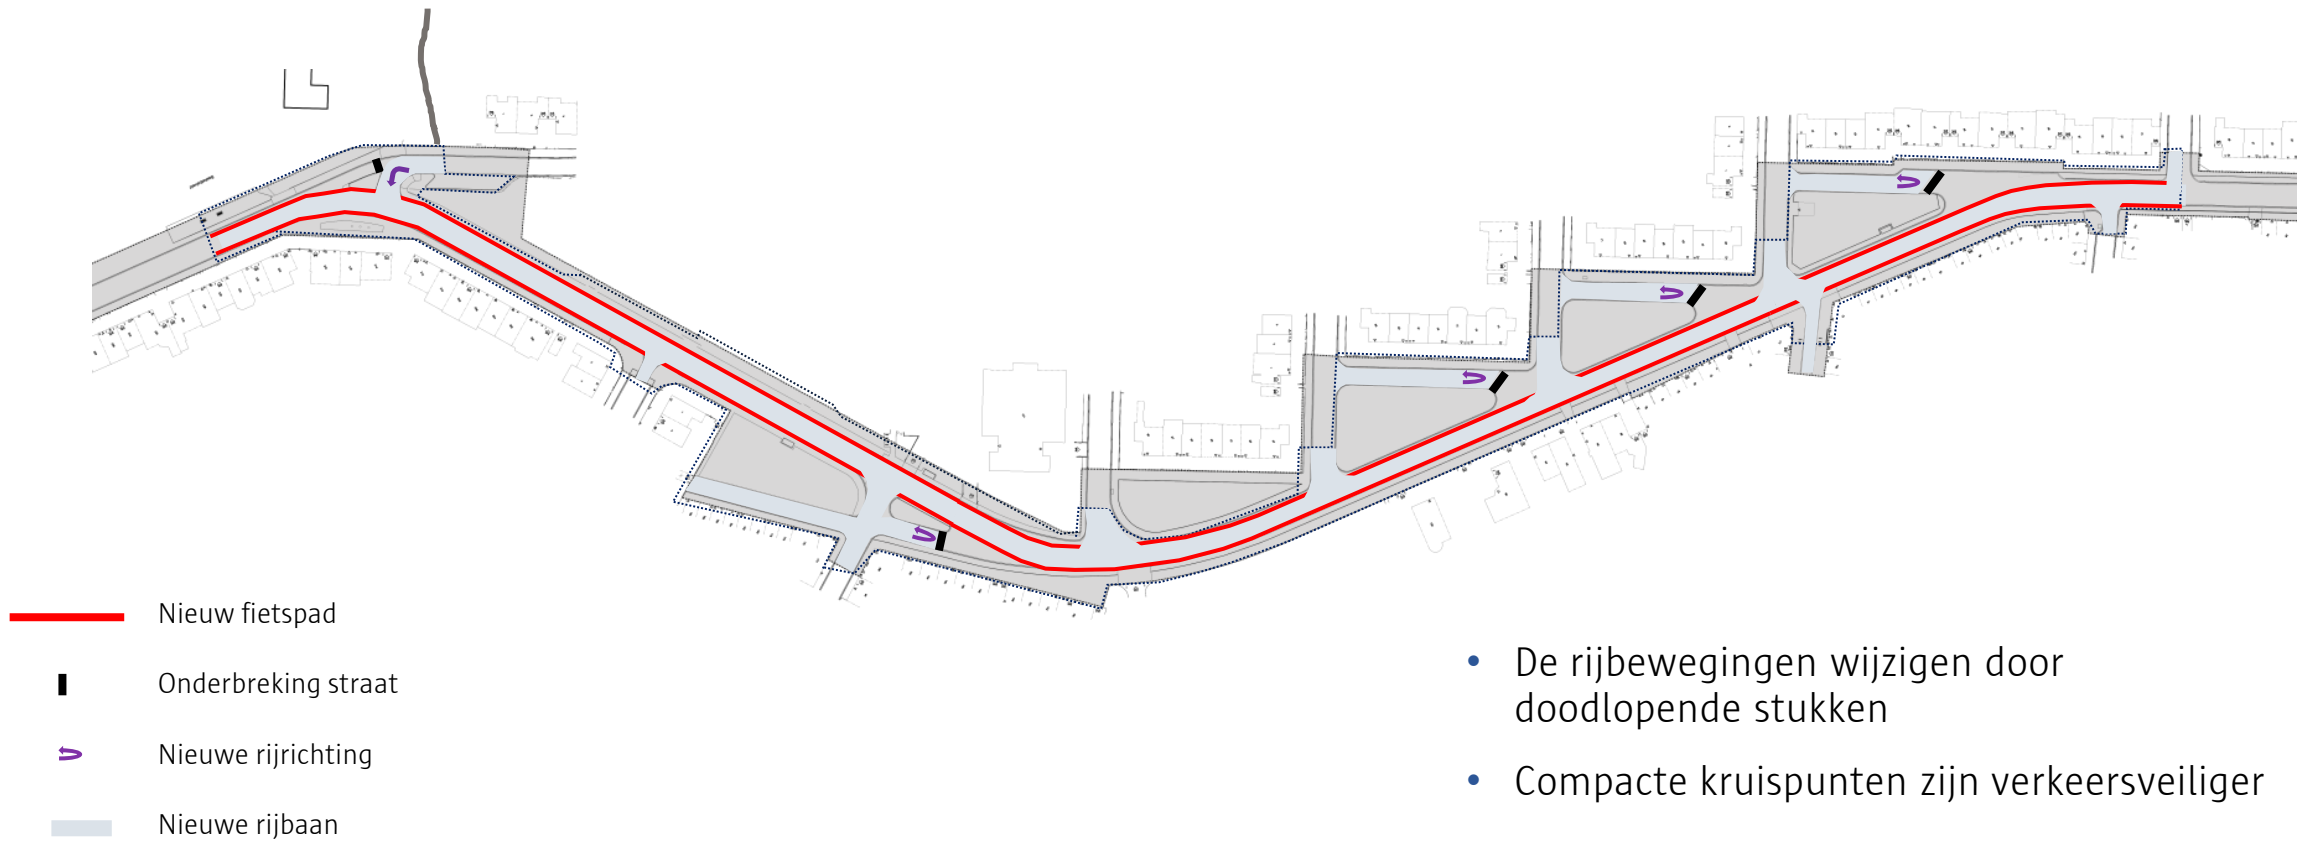 Nieuw fietspad
Onderbreking straat
Nieuwe rijrichting
Nieuwe rijbaan
• De rijbewegingen wijzigen door
doodlopende stukken
• Compacte kruispunten zijn verkeersveiliger